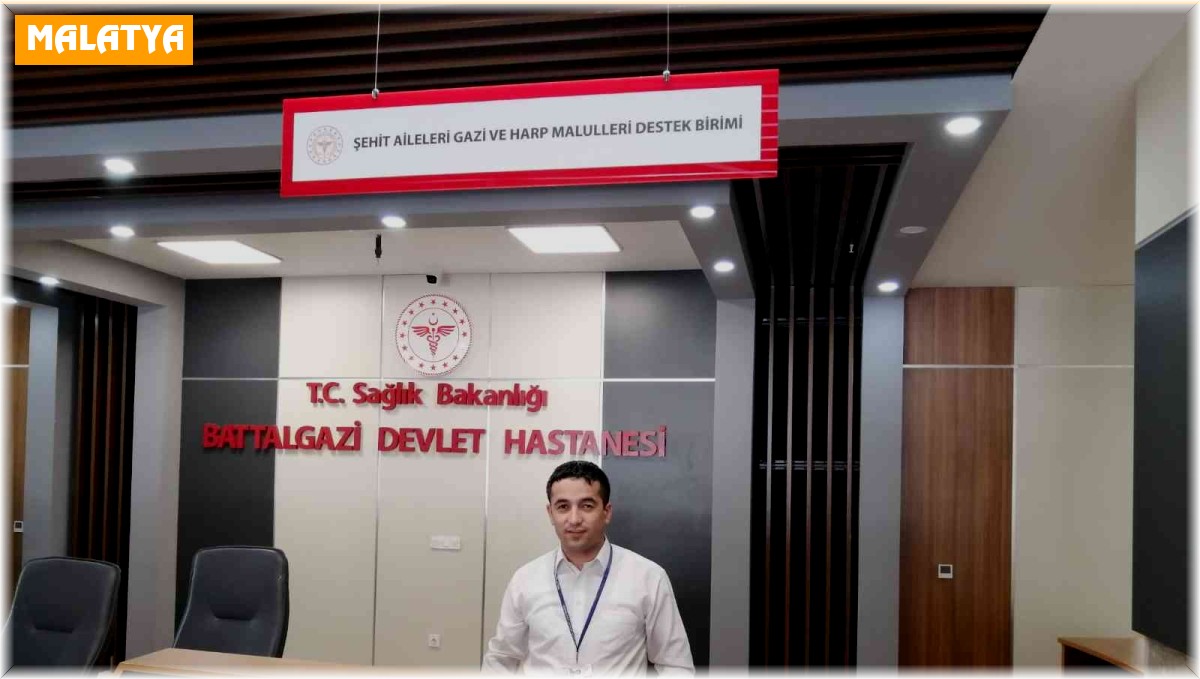 MALATYA
ŞEHİT AİLELERİ GAZİ VE HARP MALULLERİ DESTEK BİRİMİ
T.C. Sağlık Bakanlığı
BATTALGAZİ DEVLET HASTANESİ